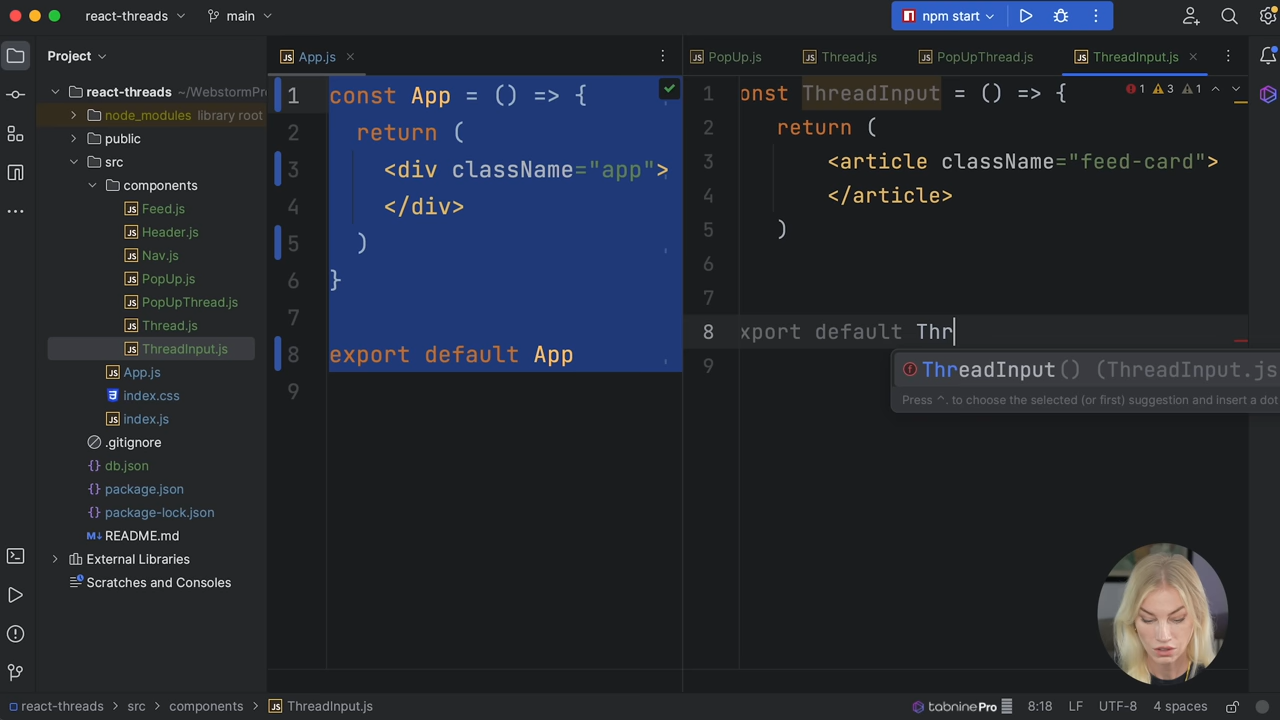 react-threads
main
npm start
Project
App.js
PopUp.js
Thread.js
PopUpThread.js
ThreadInput.js
react-threads ~/WebstormPro
node_modules library root
public
src
components
Feed.js
Header.js
Nav.js
PopUp.js
PopUpThread.js
Thread.js
ThreadInput.js
App.js
index.css
index.js
.gitignore
db.json
package.json
package-lock.json
README.md
External Libraries
Scratches and Consoles
1 const App = () => {
2 return (
3 <div className="app">
4 </div>
5 )
6 }
7
8 export default App
9
1 onst ThreadInput = () => {
1 3 1
2 return (
3 <article className="feed-card">
4 </article>
5 )
6
7
8 xport default Thr
9
ThreadInput() (ThreadInput.js
Press ^. to choose the selected (or first) suggestion and insert a dot
react-threads > src > components > ThreadInput.js
tabnine Pro
8:18
LF
UTF-8
4 spaces